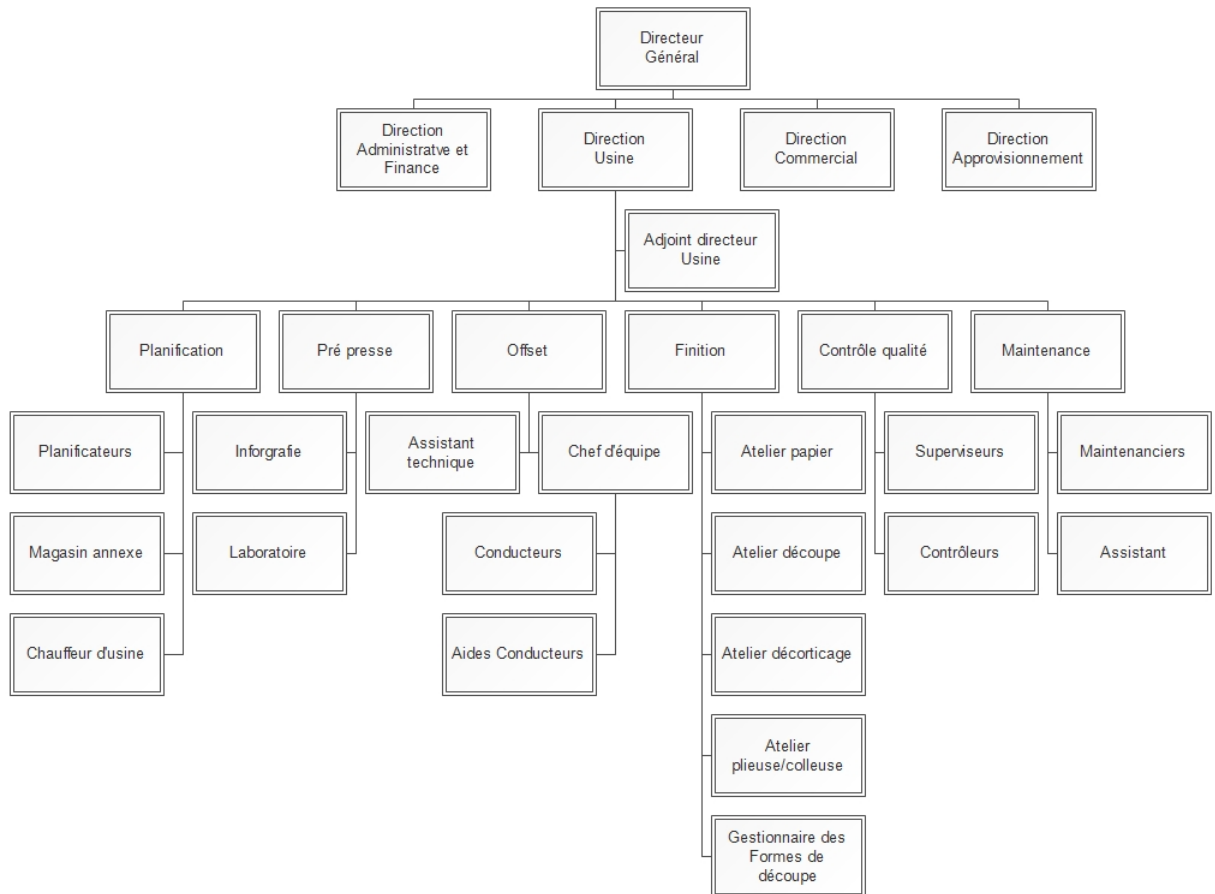 Directeur
Général
Direction
Administratve et
Finance
Direction
Usine
Direction
Commercial
Direction
Approvisionnement
Adjoint directeur
Usine
Planification
Pré presse
Offset
Finition
Contrôle qualité
Maintenance
Planificateurs
Inforgrafie
Assistant
technique
Chef d'équipe
Atelier papier
Superviseurs
Maintenanciers
Magasin annexe
Laboratoire
Conducteurs
Atelier découpe
Contrôleurs
Assistant
Chauffeur d'usine
Aides Conducteurs
Atelier décorticage
Atelier
plieuse/colleuse
Gestionnaire des
Formes de
découpe